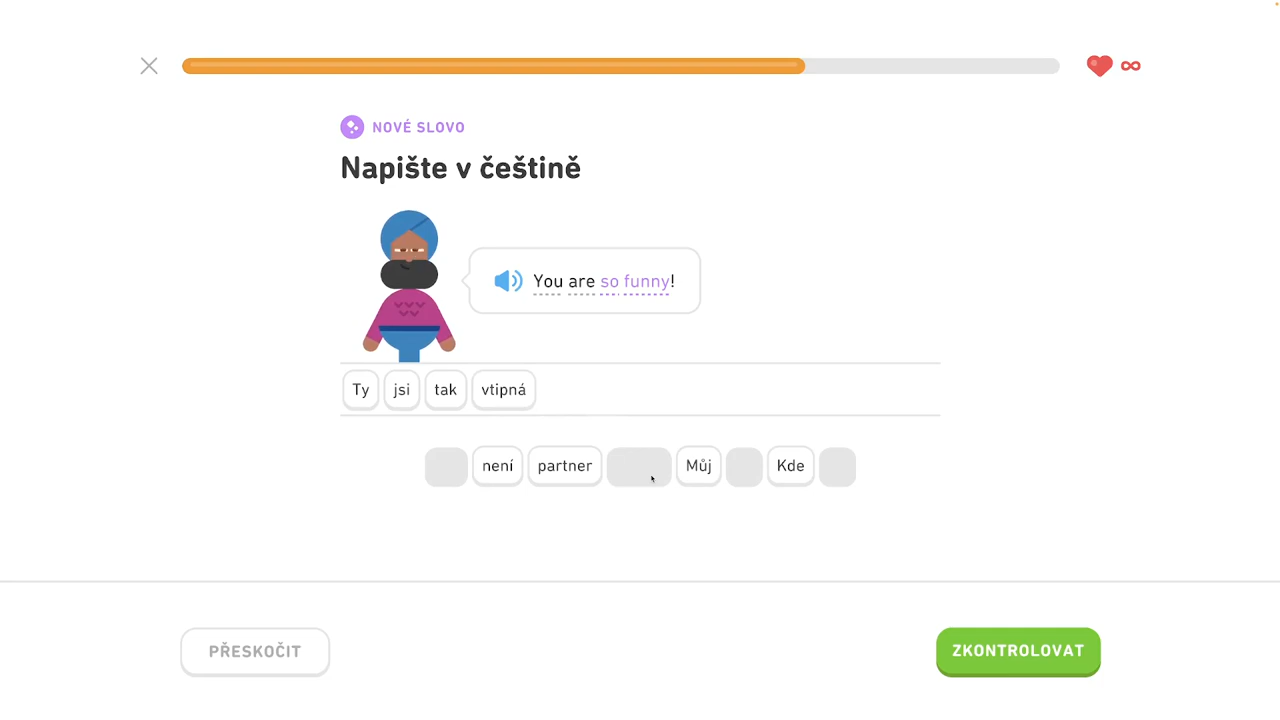 ∞
NOVÉ SLOVO
Napište v češtině
You are so funny!
Ty jsi tak vtipná
není partner Můj Kde
PŘESKOČIT ZKONTROLOVAT